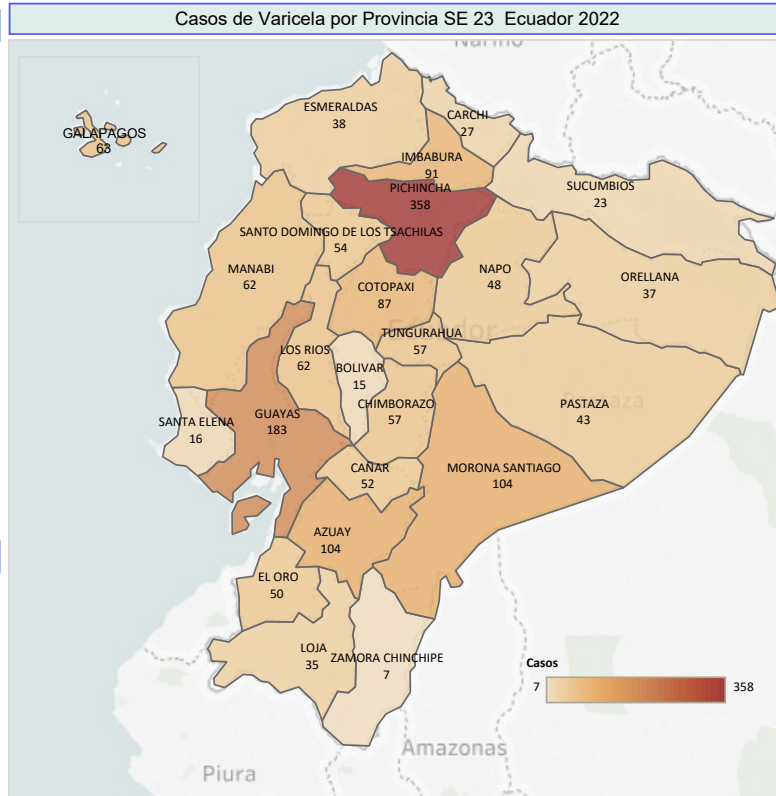 Casos de Varicela por Provincia SE 23 Ecuador 2022
Nariño
ESMERALDAS
38
CARCHI
27
GALAPAGOS
63
IMBABURA
91
PICHINCHA
358
SUCUMBIOS
23
SANTO DOMINGO DE LOS TSACHILAS
54
MANABI
62
NAPO
48
ORELLANA
37
COTOPAXI
87
Ecuador
TUNGURAHUA
57
LOS RIOS
62
BOLIVAR
15
CHIMBORAZO
57
Pastaza
PASTAZA
43
SANTA ELENA
16
GUAYAS
183
CAÑAR
52
MORONA SANTIAGO
104
AZUAY
104
EL ORO
50
LOJA
35
ZAMORA CHINCHIPE
7
Casos
7 358
Amazonas
Piura